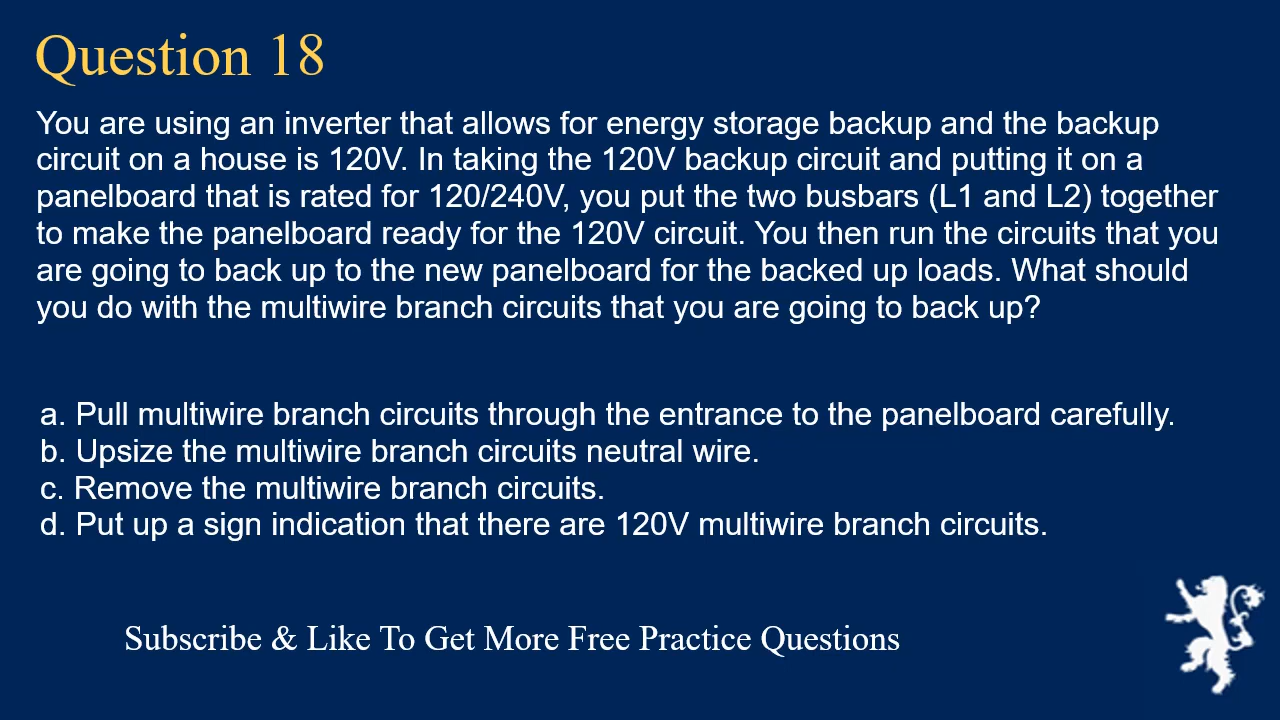 Question 18
You are using an inverter that allows for energy storage backup and the backup
circuit on a house is 120V. In taking the 120V backup circuit and putting it on a
panelboard that is rated for 120/240V, you put the two busbars (L1 and L2) together
to make the panelboard ready for the 120V circuit. You then run the circuits that you
are going to back up to the new panelboard for the backed up loads. What should
you do with the multiwire branch circuits that you are going to back up?
a. Pull multiwire branch circuits through the entrance to the panelboard carefully.
b. Upsize the multiwire branch circuits neutral wire.
c. Remove the multiwire branch circuits.
d. Put up a sign indication that there are 120V multiwire branch circuits.
Subscribe & Like To Get More Free Practice Questions